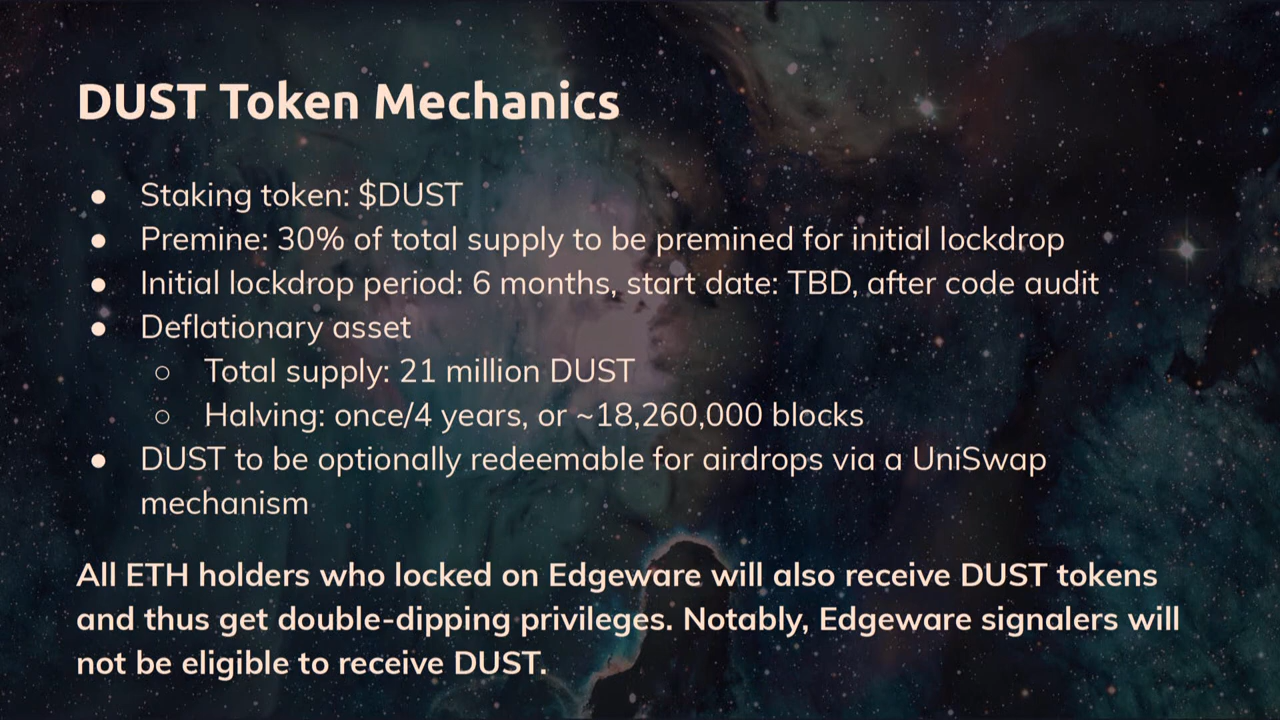 DUST Token Mechanics
● Staking token: $DUST
● Premine: 30% of total supply to be premined for initial lockdrop
● Initial lockdrop period: 6 months, start date: TBD, after code audit
● Deflationary asset
○ Total supply: 21 million DUST
○ Halving: once/4 years, or ~18,260,000 blocks
● DUST to be optionally redeemable for airdrops via a UniSwap
mechanism
All ETH holders who locked on Edgeware will also receive DUST tokens
and thus get double-dipping privileges. Notably, Edgeware signalers will
not be eligible to receive DUST.